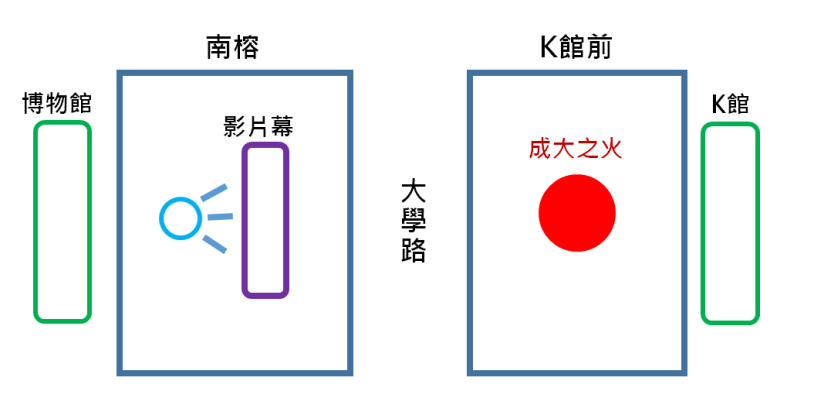 南榕
K館前
博物館
K館
影片幕
成大之火
大學路